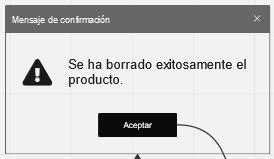 Mensaje de confirmación
Se ha borrado exitosamente el
producto.
Aceptar